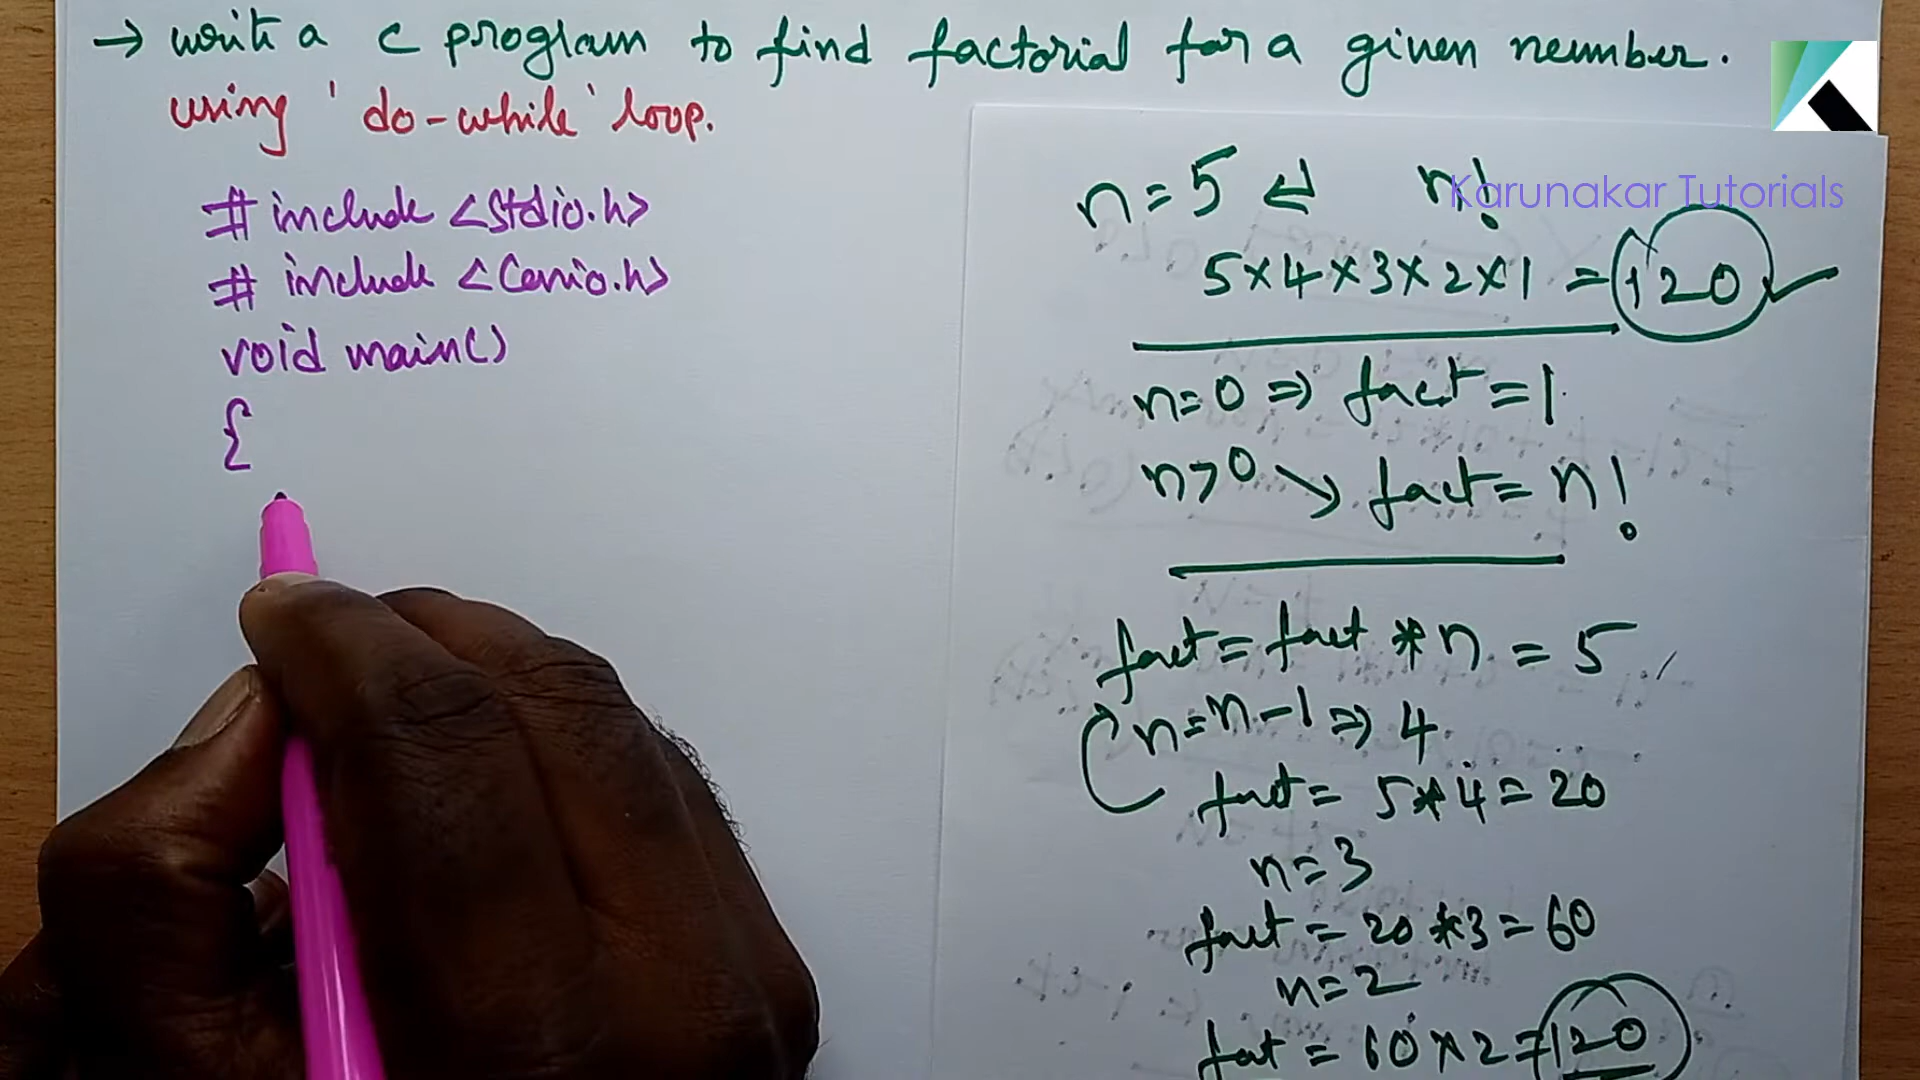 → write a c program to find factorial for a given number.
using 'do-while' loop.
# include <stdio.h>
# include <Conio.h>
void main()
{
Karunakar Tutorials
n=5 ↵ n!
5×4×3×2×1 = 120 ✓
n=0 ⇒ fact = 1
n>0 ↘ fact = n!
fact = fact * n = 5
n=n-1 ⇒ 4
fact = 5*4=20
n=3
fact = 20*3=60
n=2
fat = 60×2=120